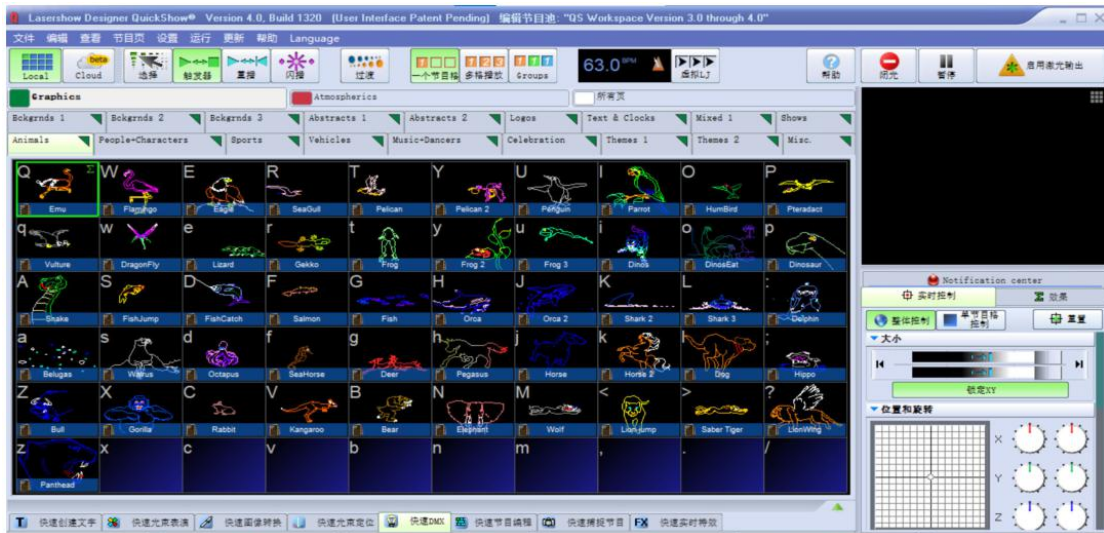 Lasershow Designer QuickShow® Version 4.0, Build 1320 [User Interface Patent Pending] 编辑节目池: "QS Workspace Version 3.0 through 4.0"
文件 编辑 查看 节目页 设置 运行 更新 帮助 Language
beta
Local Cloud 选择 触发器 重播 闪播 过渡 一个节目格 多格播放 Groups 63.0 BPM 虚拟LJ 帮助 闭光 暂停 启用激光输出
Graphics Atmospherics 所有页
Bckgrnds 1 Bckgrnds 2 Bckgrnds 3 Abstracts 1 Abstracts 2 Logos Text & Clocks Mixed 1 Shows
Animals People+Characters Sports Vehicles Music+Dancers Celebration Themes 1 Themes 2 Misc.
Q W E R T Y U I O P
Emu Flamingo Eagle SeaGull Pelican Pelican 2 Penguin Parrot HumBird Pteradact
q w e r t y u i o p
Vulture DragonFly Lizard Gekko Frog Frog 2 Frog 3 Dinos DinosEat Dinosaur
A S D F G H J K L :
Snake FishJump FishCatch Salmon Fish Orca Orca 2 Shark 2 Shark 3 Dolphin
a s d f g h j k l ;
Belugas Walrus Octapus SeaHorse Deer Pegasus Horse Horse 2 Dog Hippo
Z X C V B N M < > ?
Bull Gorilla Rabbit Kangaroo Bear Elephant Wolf Lion-jump Saber Tiger LionWing
z x c v b n m , . /
Panthead
Notification center
实时控制 效果
整体控制 单节目格控制 重置
大小
锁定XY
位置和旋转
X
Y
Z
快速创建文字 快速光束表演 快速图像转换 快速光束定位 快速DMX 快速节目编程 快速捕捉节目 FX 快速实时特效